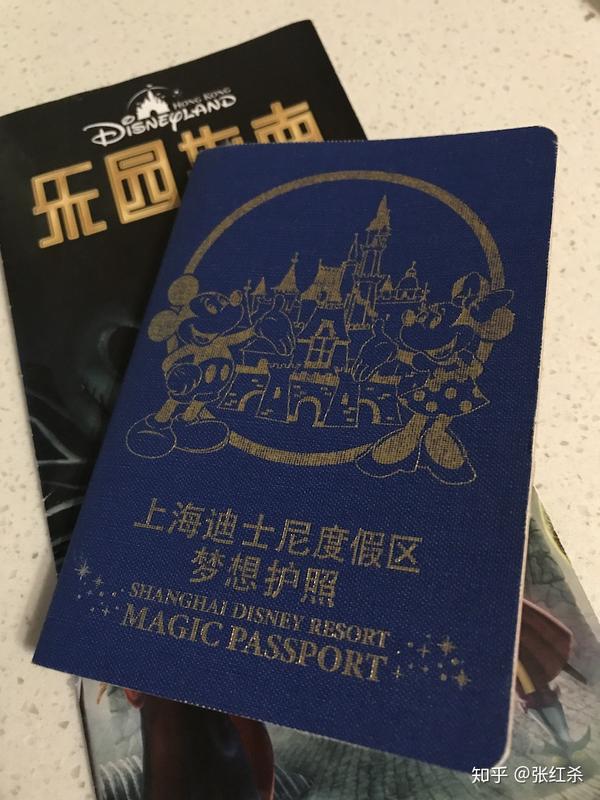 HONG KONG
DISNEYLAND
乐园指南
上海迪士尼度假区
梦想护照
SHANGHAI DISNEY RESORT
MAGIC PASSPORT
知乎 @张红杀